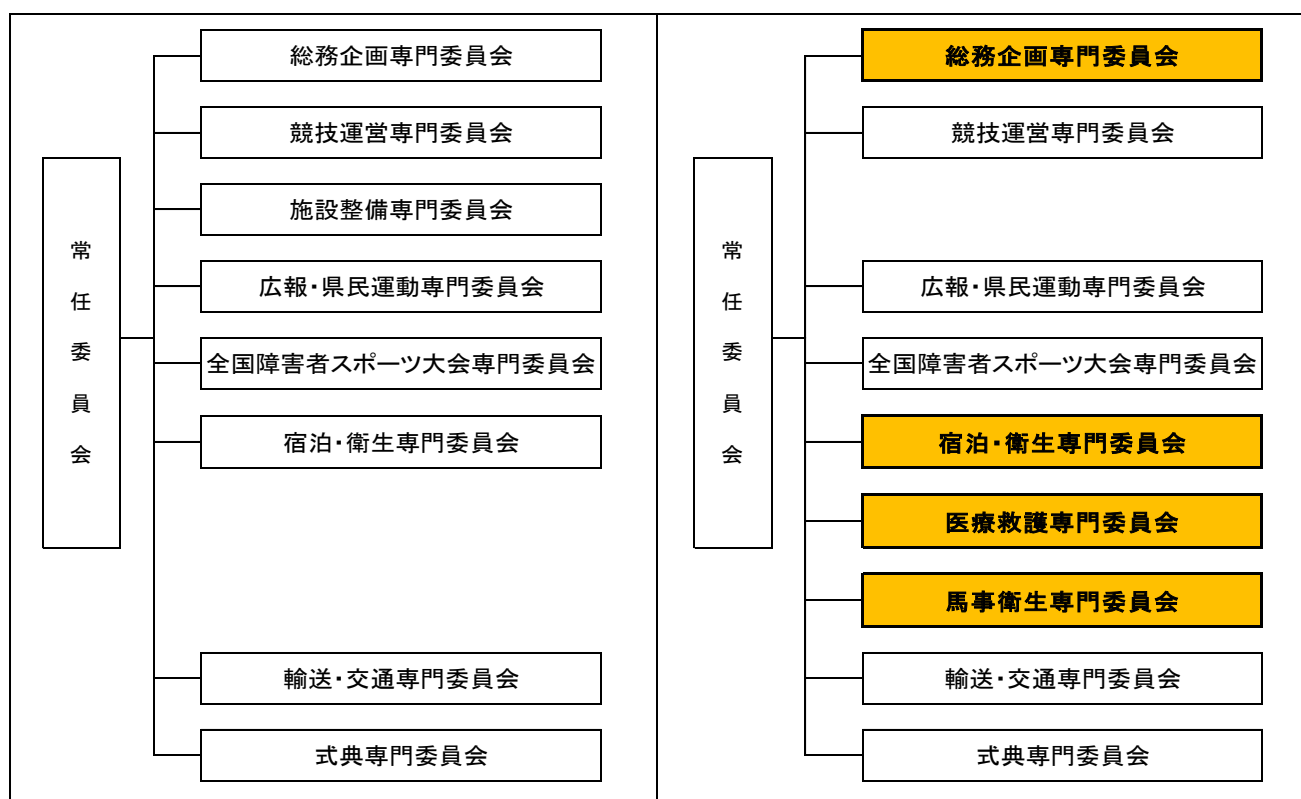 常任委員会
総務企画専門委員会
競技運営専門委員会
施設整備専門委員会
広報・県民運動専門委員会
全国障害者スポーツ大会専門委員会
宿泊・衛生専門委員会
輸送・交通専門委員会
式典専門委員会
常任委員会
総務企画専門委員会
競技運営専門委員会
広報・県民運動専門委員会
全国障害者スポーツ大会専門委員会
宿泊・衛生専門委員会
医療救護専門委員会
馬事衛生専門委員会
輸送・交通専門委員会
式典専門委員会